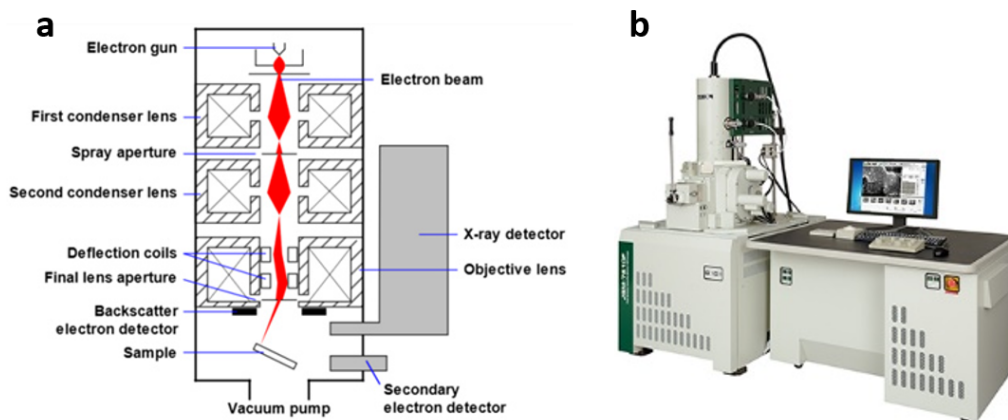 a
Electron gun
Electron beam
First condenser lens
Spray aperture
Second condenser lens
X-ray detector
Deflection coils
Objective lens
Final lens aperture
Backscatter
electron detector
Sample
Secondary
electron detector
Vacuum pump
b